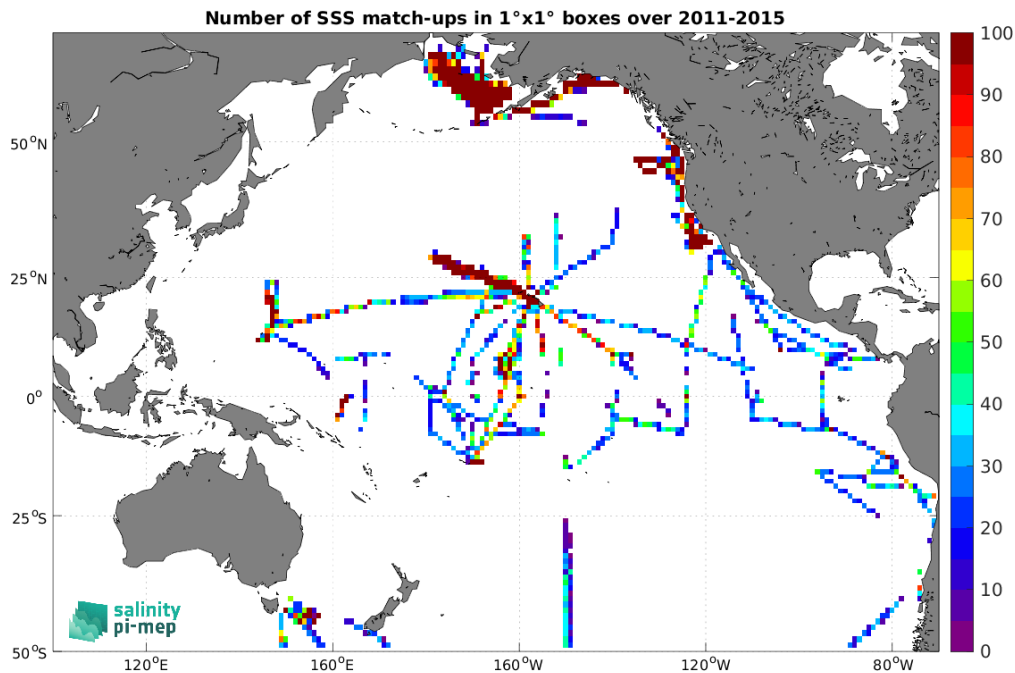 Number of SSS match-ups in 1°x1° boxes over 2011-2015
50°N
25°N
0°
25°S
50°S
120°E
160°E
160°W
120°W
80°W
100
90
80
70
60
50
40
30
20
10
0
salinity
pi-mep